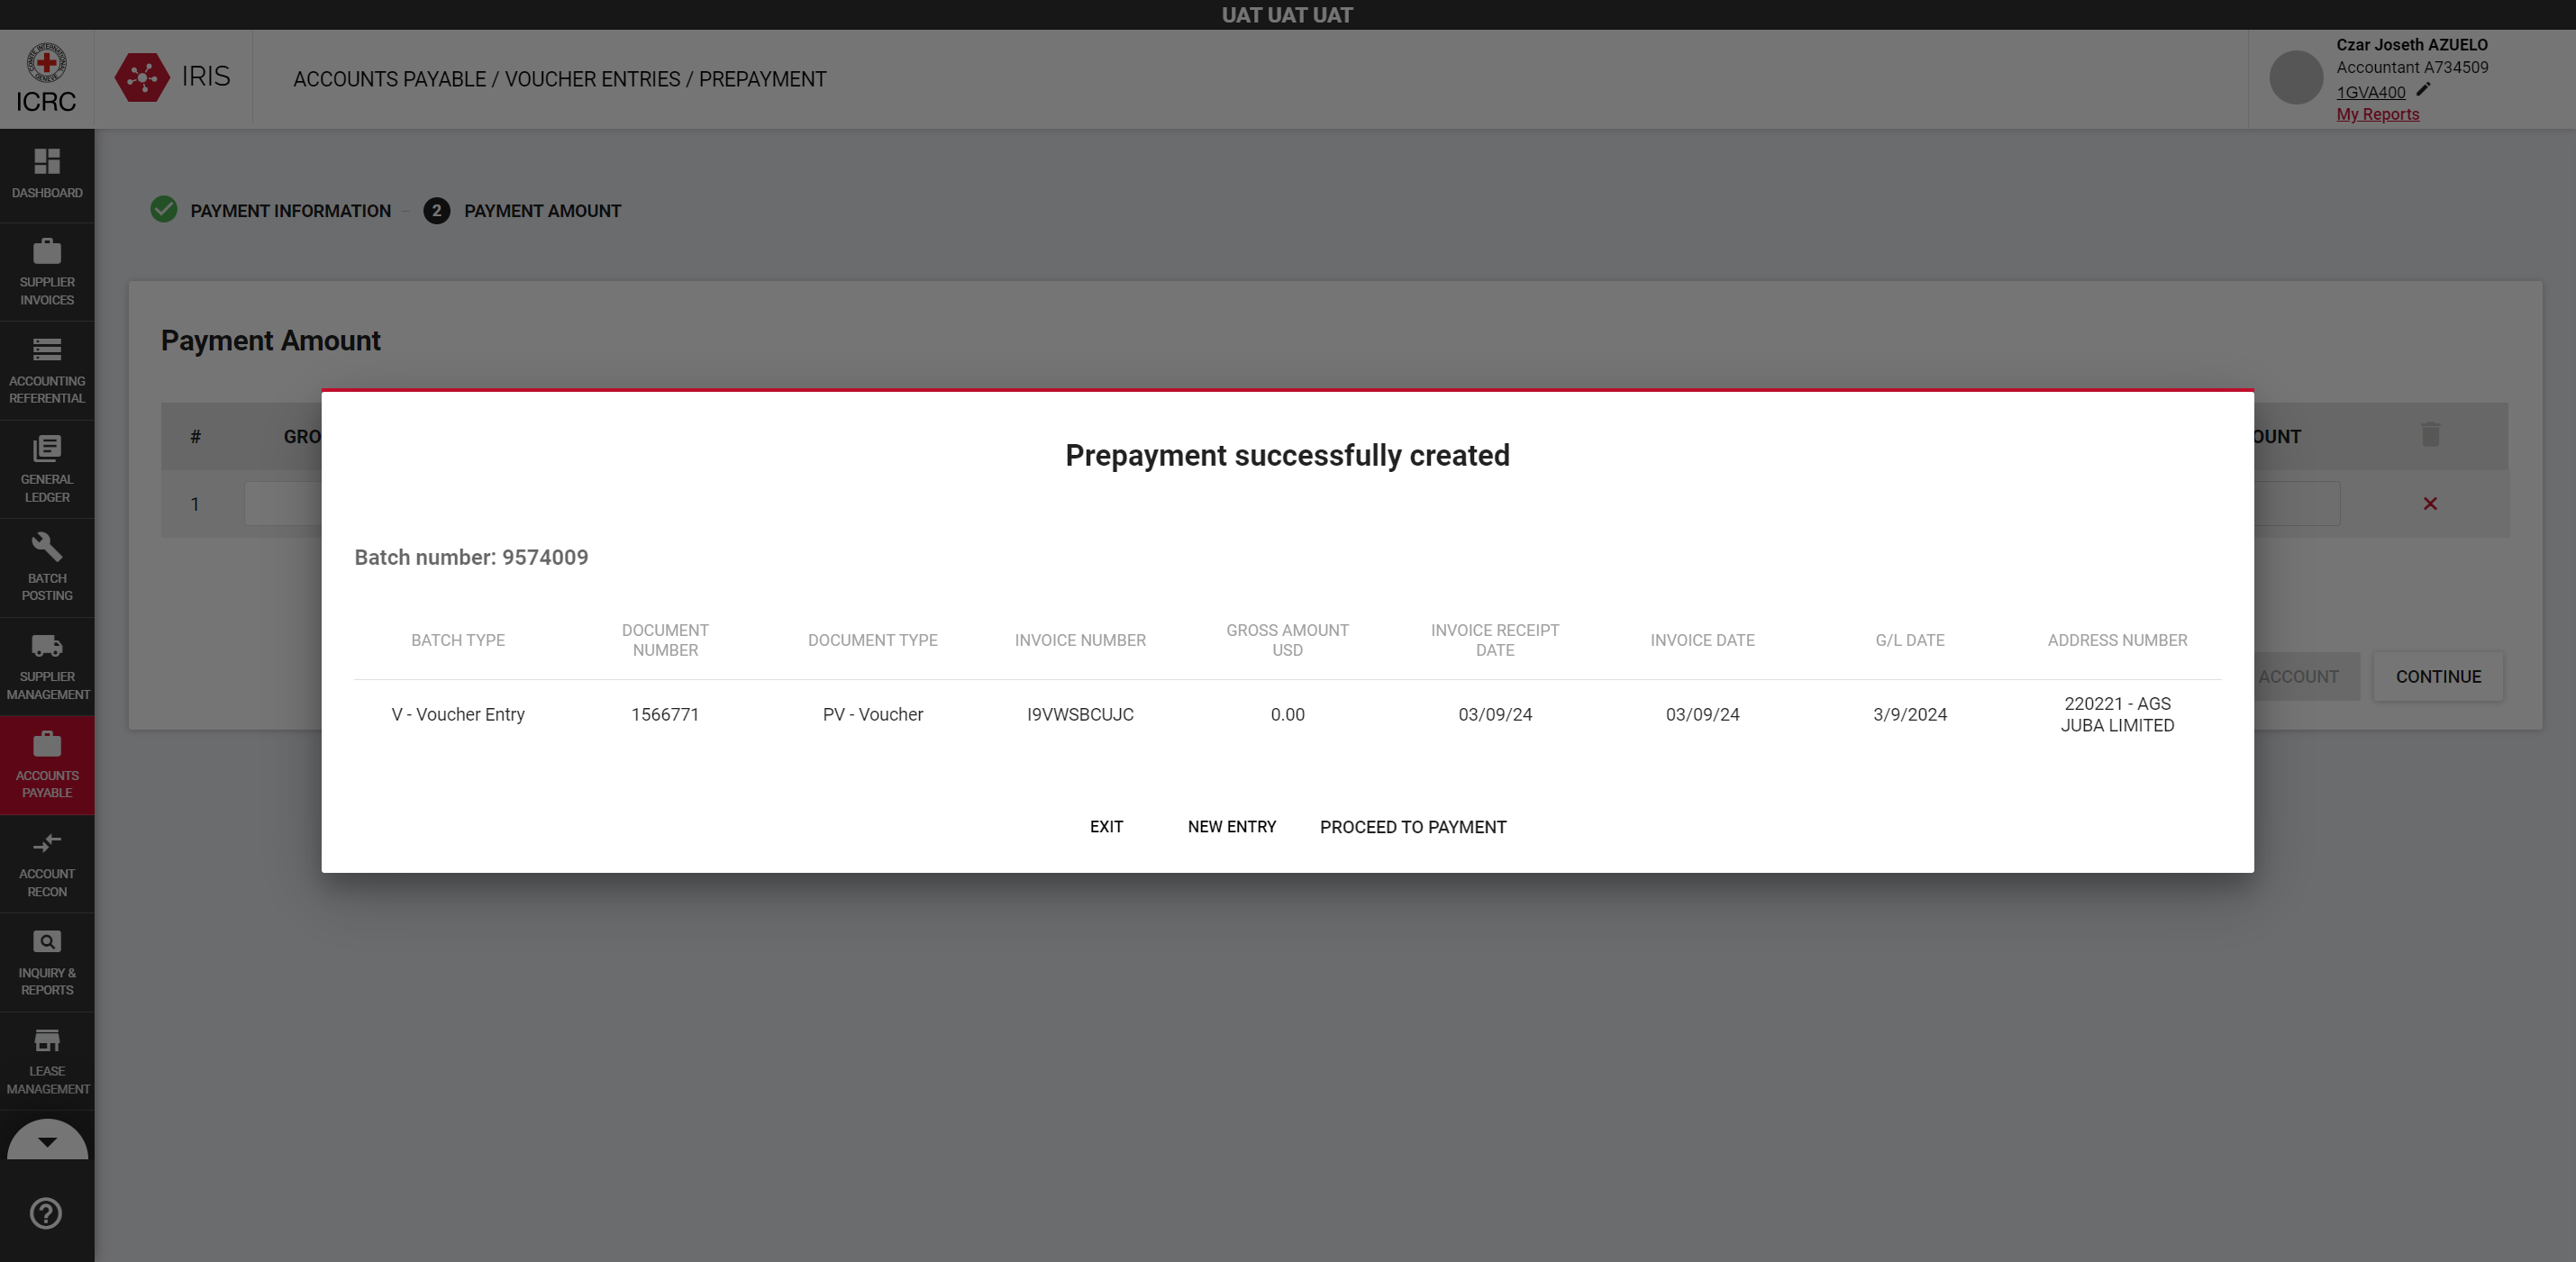 UAT UAT UAT
ICRC
IRIS
ACCOUNTS PAYABLE / VOUCHER ENTRIES / PREPAYMENT
Czar Joseth AZUELO
Accountant A734509
1GVA400
My Reports
DASHBOARD
SUPPLIER
INVOICES
ACCOUNTING
REFERENTIAL
GENERAL
LEDGER
BATCH
POSTING
SUPPLIER
MANAGEMENT
ACCOUNTS
PAYABLE
ACCOUNT
RECON
INQUIRY &
REPORTS
LEASE
MANAGEMENT
PAYMENT INFORMATION
2 PAYMENT AMOUNT
Payment Amount
# GRO OUNT
1
ACCOUNT CONTINUE
Prepayment successfully created
Batch number: 9574009
BATCH TYPE DOCUMENT NUMBER DOCUMENT TYPE INVOICE NUMBER GROSS AMOUNT USD INVOICE RECEIPT DATE INVOICE DATE G/L DATE ADDRESS NUMBER
V - Voucher Entry 1566771 PV - Voucher I9VWSBCUJC 0.00 03/09/24 03/09/24 3/9/2024 220221 - AGS JUBA LIMITED
EXIT NEW ENTRY PROCEED TO PAYMENT